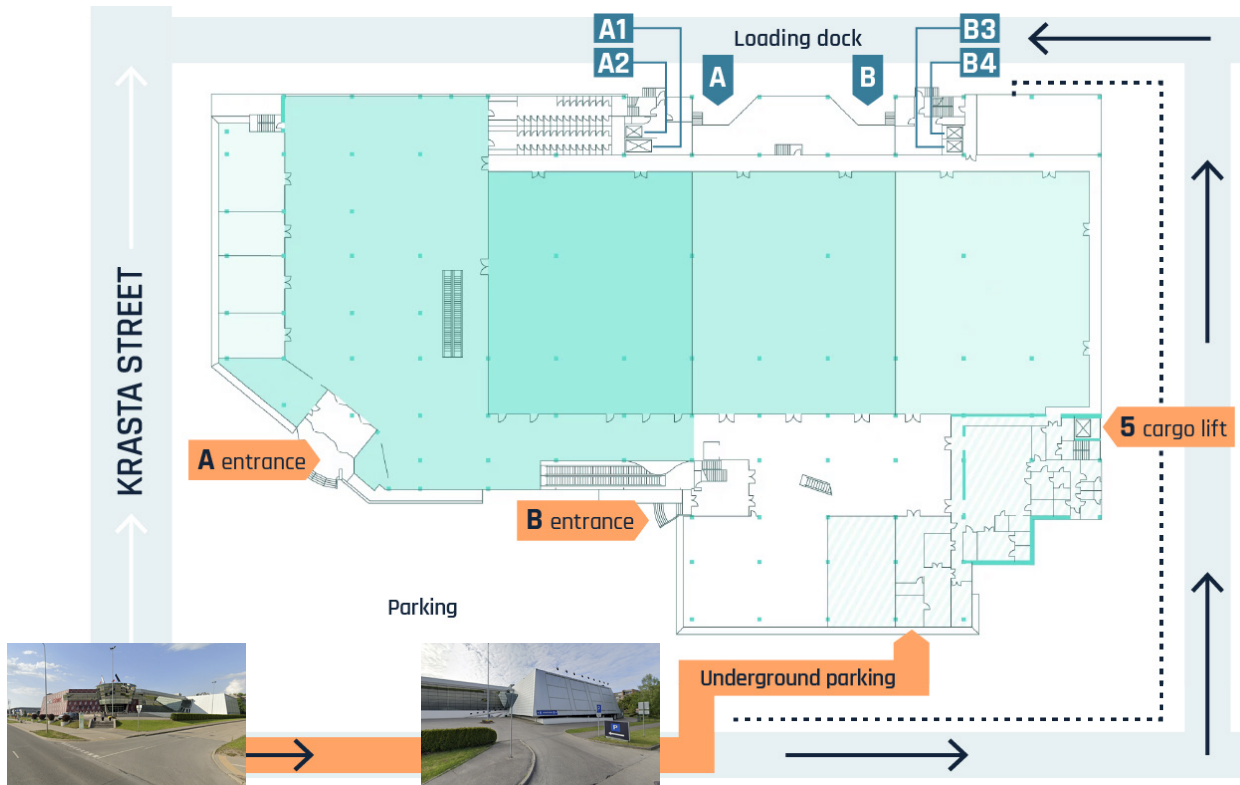 A1
A2
Loading dock
B3
B4
A
B
KRASTA STREET
5 cargo lift
A entrance
B entrance
Parking
Underground parking
P
P